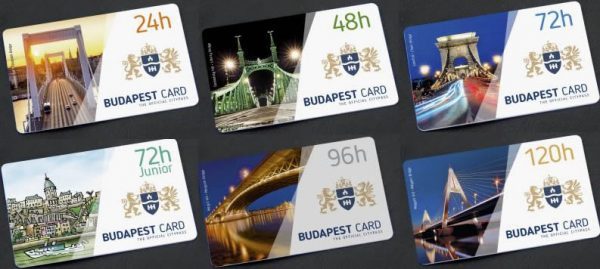 24h
BUDAPEST CARD
THE OFFICIAL CITYPASS
48h
BUDAPEST CARD
THE OFFICIAL CITYPASS
72h
BUDAPEST CARD
THE OFFICIAL CITYPASS
72h
Junior
BUDAPEST CARD
THE OFFICIAL CITYPASS
96h
BUDAPEST CARD
THE OFFICIAL CITYPASS
120h
BUDAPEST CARD
THE OFFICIAL CITYPASS